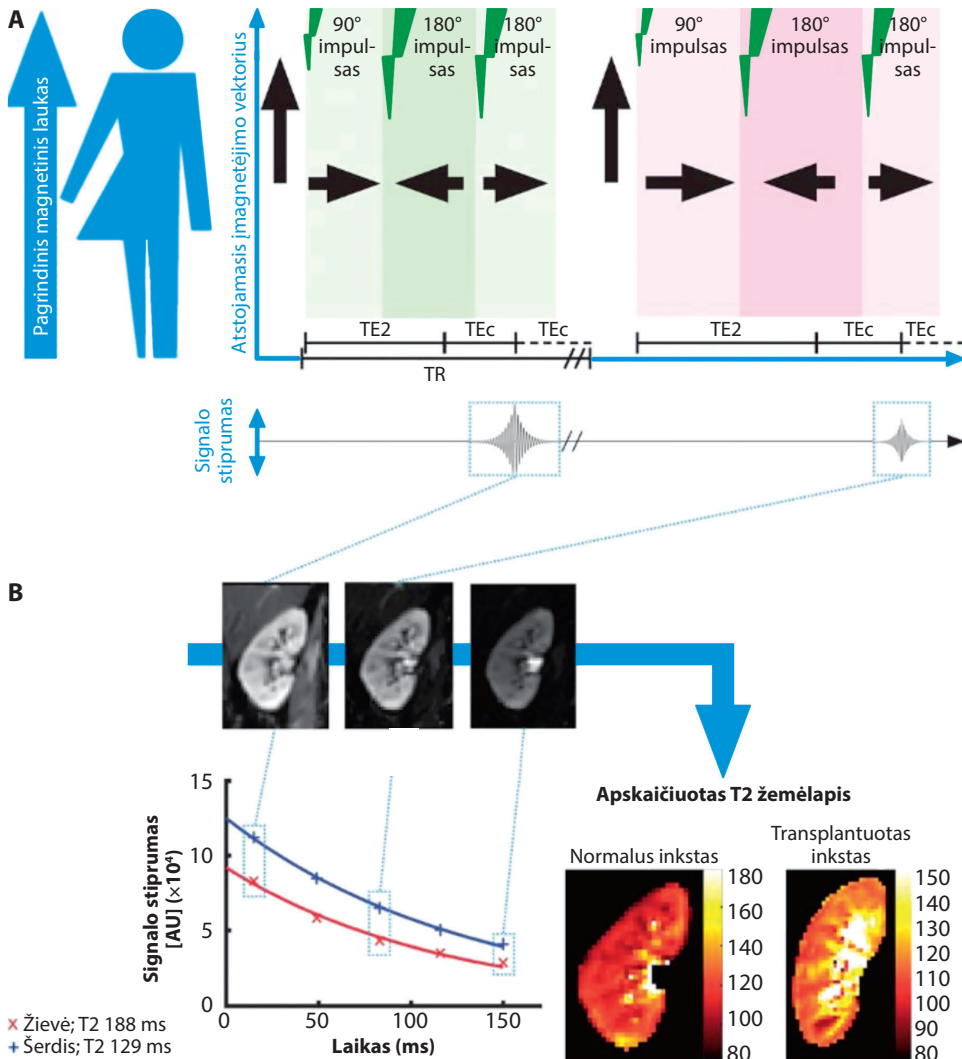 A
Pagrindinis magnetinis laukas
Atstojamasis įmagnetėjimo vektorius
90°
impul-
sas
180°
impul-
sas
180°
impul-
sas
90°
impulsas
180°
impulsas
180°
impul-
sas
TE2
TEc
TEc
TR
TE2
TEc
TEc
Signalo
stiprumas
B
Signalo stiprumas
[AU] (×10⁴)
15
10
5
0
0
50
100
150
Laikas (ms)
× Žievė; T2 188 ms
+ Šerdis; T2 129 ms
Apskaičiuotas T2 žemėlapis
Normalus inkstas
180
160
140
120
100
80
Transplantuotas
inkstas
150
140
130
120
110
100
90
80